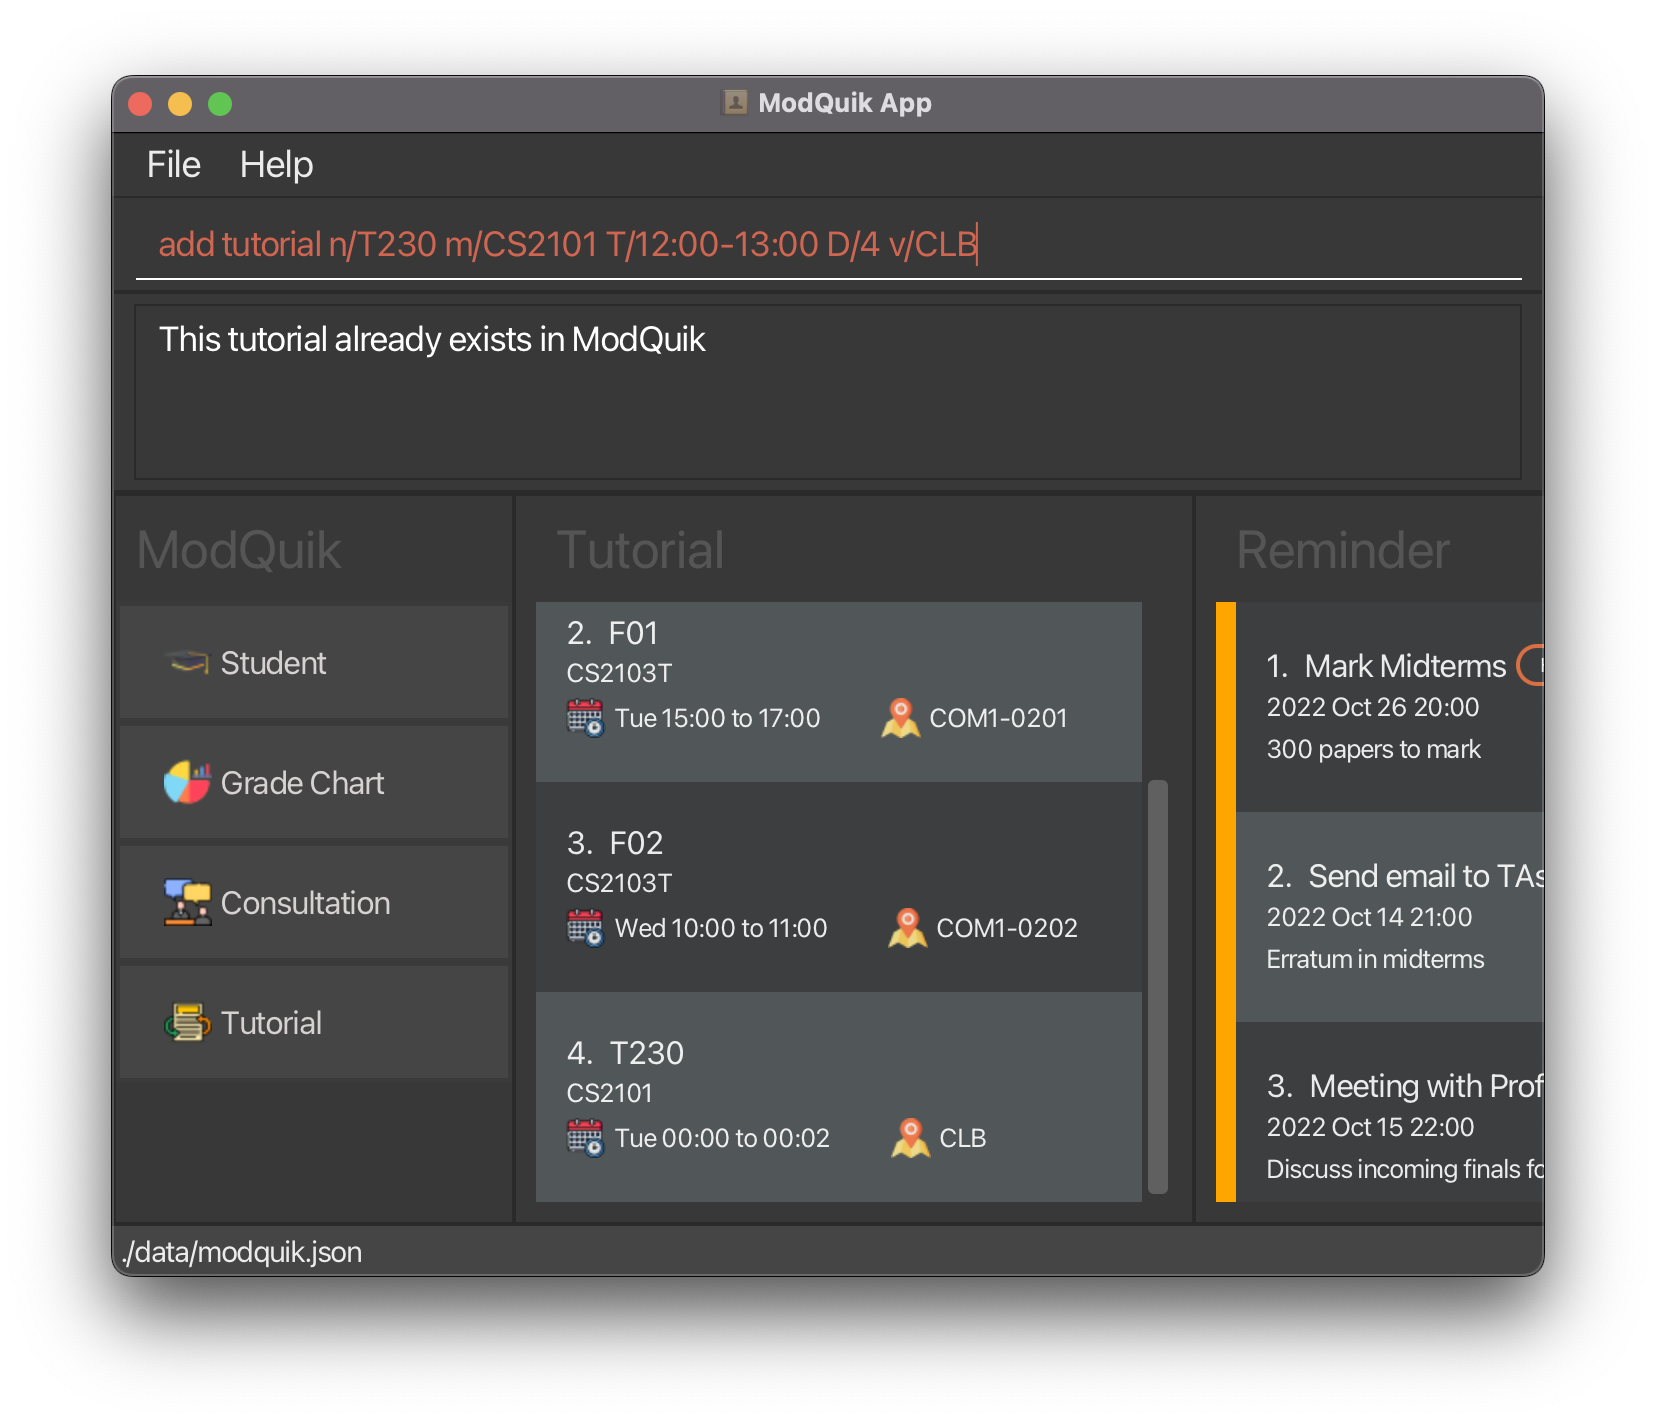 ModQuik App
File Help
add tutorial n/T230 m/CS2101 T/12:00-13:00 D/4 v/CLB
This tutorial already exists in ModQuik
ModQuik
Student
Grade Chart
Consultation
Tutorial
Tutorial
2. F01
CS2103T
Tue 15:00 to 17:00 COM1-0201
3. F02
CS2103T
Wed 10:00 to 11:00 COM1-0202
4. T230
CS2101
Tue 00:00 to 00:02 CLB
Reminder
1. Mark Midterms
2022 Oct 26 20:00
300 papers to mark
2. Send email to TAs
2022 Oct 14 21:00
Erratum in midterms
3. Meeting with Prof
2022 Oct 15 22:00
Discuss incoming finals
./data/modquik.json